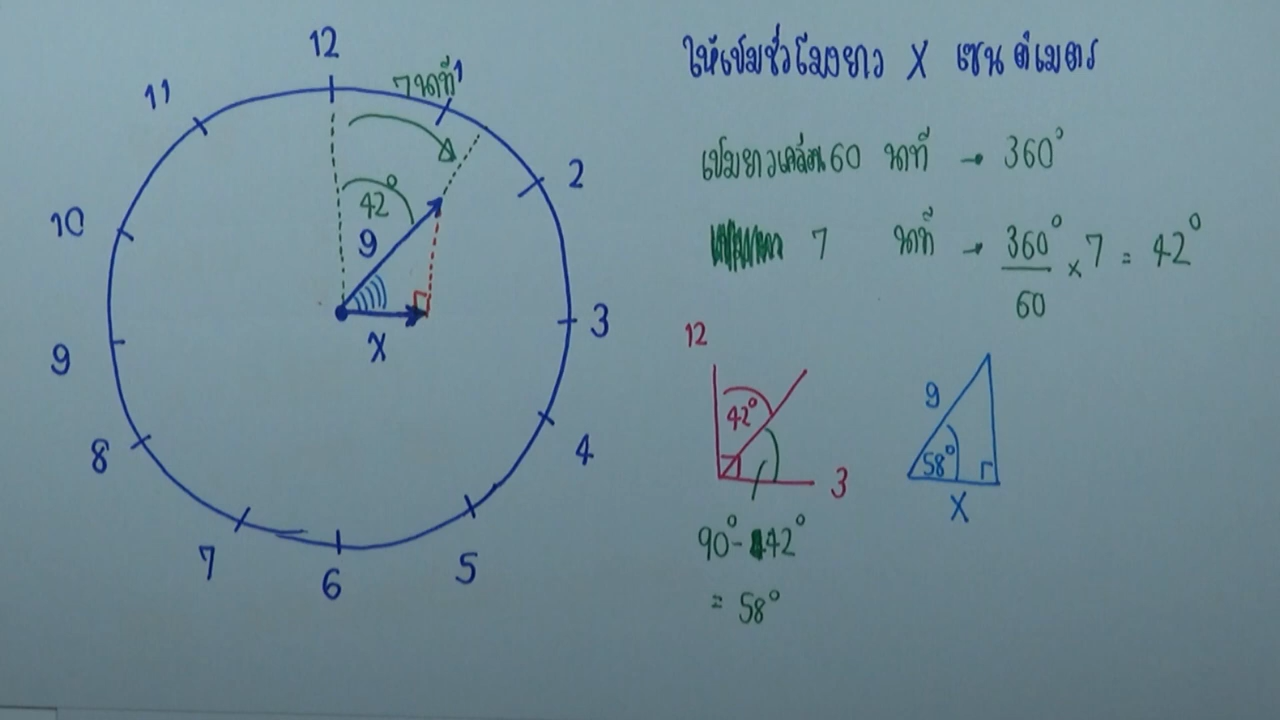 12
11
7นาที
1
10
2
42°
9
9
3
X
8
4
7
5
6
ให้เข็มชั่วโมงยาว X เซนติเมตร
เข็มยาวเคลื่อน 60 นาที → 360°
7 นาที → 360°/60 × 7 = 42°
12
42°
3
90° - 42°
= 58°
9
58°
X